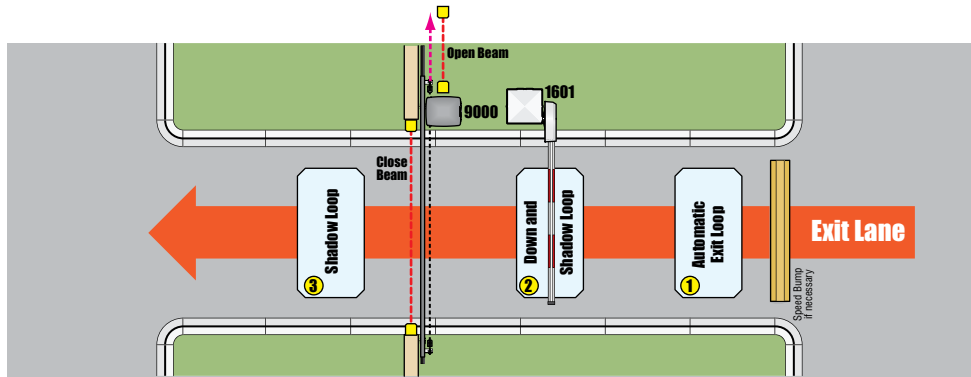 Open Beam
1601
9000
Close
Beam
Shadow Loop
3
Down and
Shadow Loop
2
Automatic
Exit Loop
1
Exit Lane
Speed Bump
if necessary